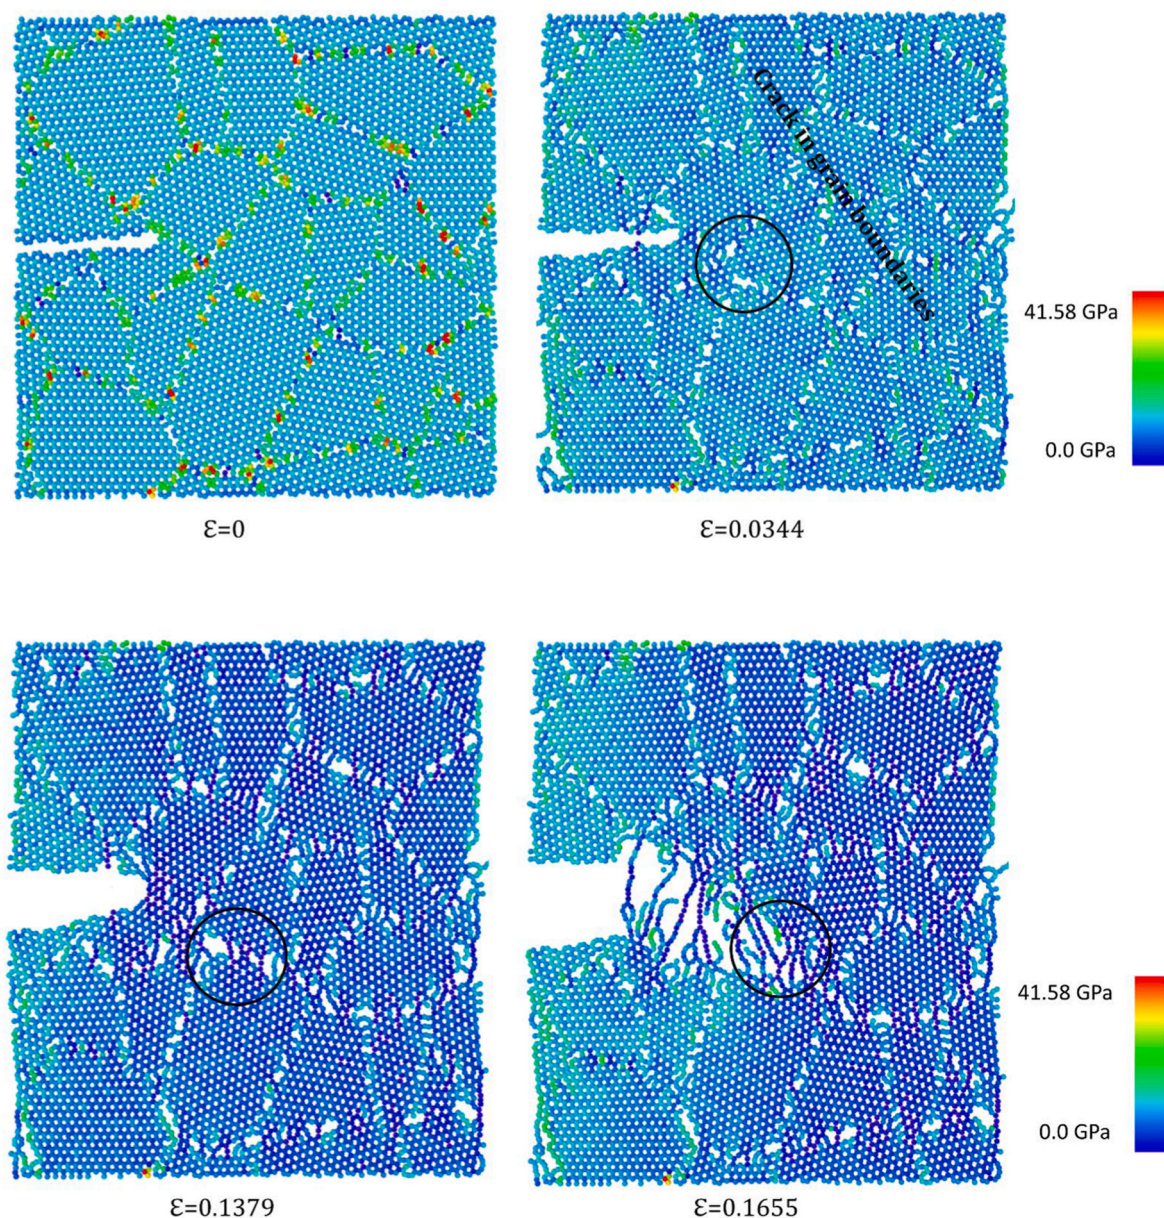 Crack in grain boundaries
41.58 GPa
0.0 GPa
Ɛ=0
Ɛ=0.0344
41.58 GPa
0.0 GPa
Ɛ=0.1379
Ɛ=0.1655